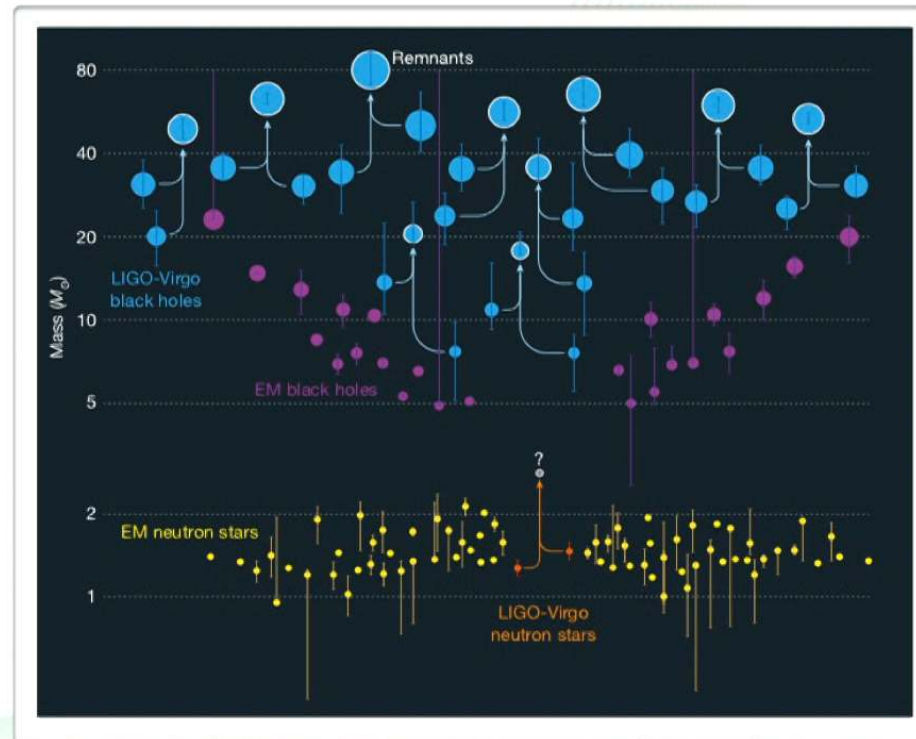 Remnants
80
40
20
10
5
2
1
Mass (M⊙)
LIGO-Virgo
black holes
EM black holes
?
EM neutron stars
LIGO-Virgo
neutron stars